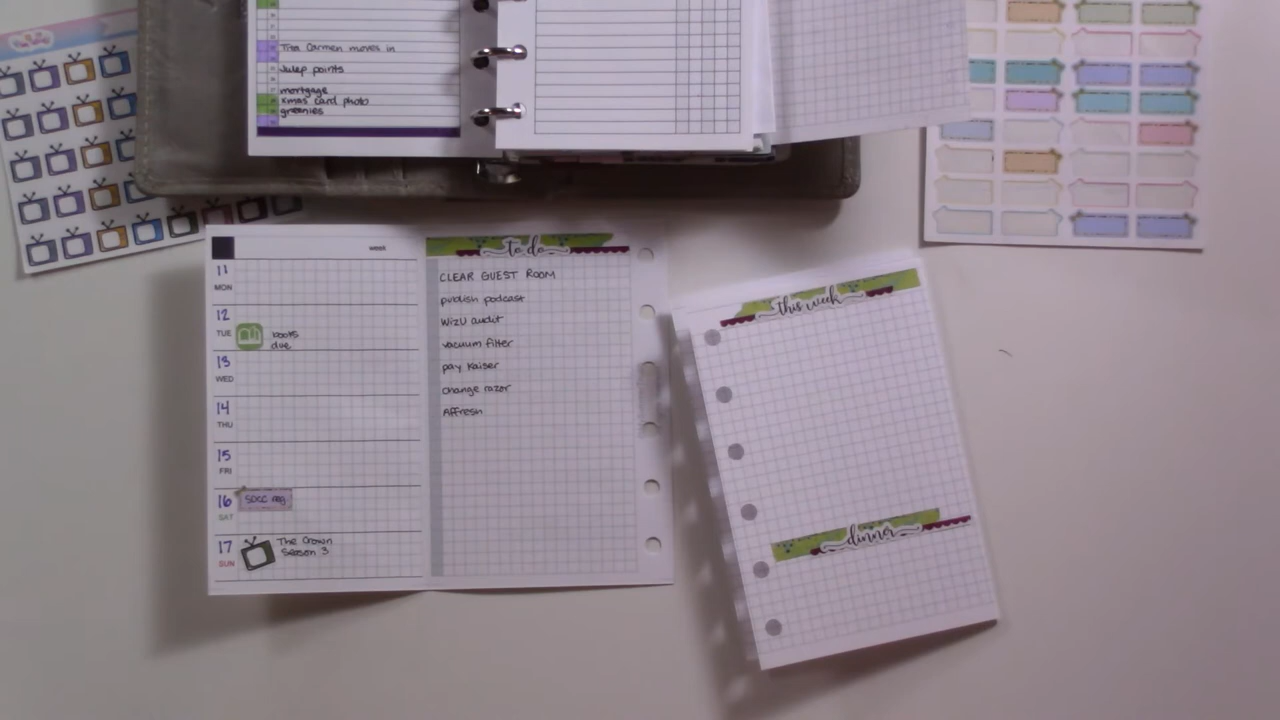 Titia Carmen moves in
Julep points
mortgage
Xmas card photo
greenies
week
11
MON
12
TUE
books
due
13
WED
14
THU
15
FRI
16
SAT
SDCC reg.
17
SUN
The Crown
Season 3
to do
CLEAR GUEST ROOM
publish podcast
WizU audit
vacuum filter
pay Kaiser
change razor
Affresh
this week
dinner